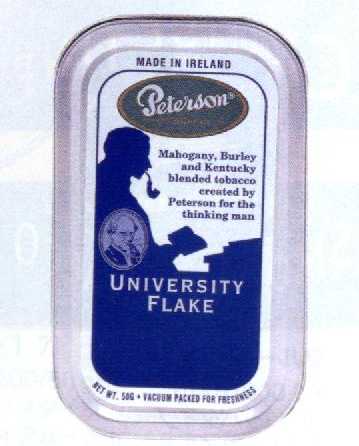 MADE IN IRELAND
Peterson®
Mahogany, Burley
and Kentucky
blended tobacco
created by
Peterson for the
thinking man
UNIVERSITY
FLAKE
NET WT. 50G • VACUUM PACKED FOR FRESHNESS